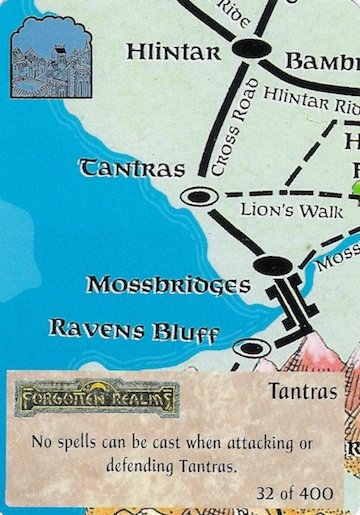 Ride
Hlintar
Bamb
Hlintar Rid
Cross Road
H
Tantras
Lion's Walk
Moss
Mossbridges
Ravens Bluff
Forgotten Realms
Tantras
No spells can be cast when attacking or
defending Tantras.
32 of 400